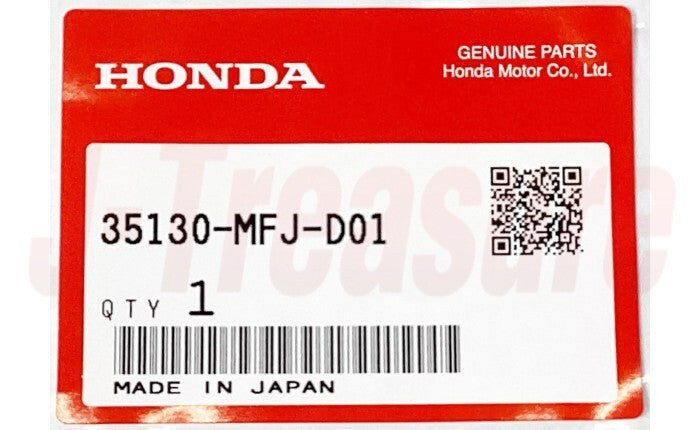 HONDA
GENUINE PARTS
Honda Motor Co., Ltd.
35130-MFJ-D01
QTY 1
MADE IN JAPAN
J-Treasure